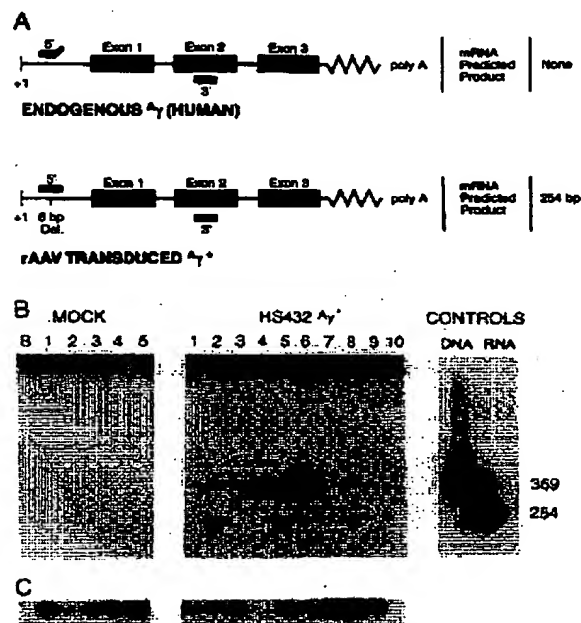 A
5' Exon 1 Exon 2 Exon 3 poly A mRNA Predicted Product None
+1 3'
ENDOGENOUS Aγ (HUMAN)
5' Exon 1 Exon 2 Exon 3 poly A mRNA Predicted Product 254 bp
+1 6 bp Del. 3'
rAAV TRANSDUCED Aγ*
B MOCK HS432 Aγ* CONTROLS
B 1 2 3 4 5 1 2 3 4 5 6 7 8 9 10 DNA RNA
369
254
C